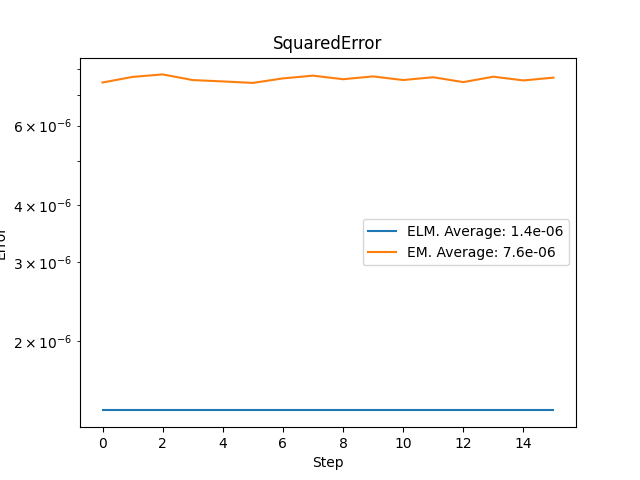 SquaredError
6 × 10⁻⁶
4 × 10⁻⁶
3 × 10⁻⁶
2 × 10⁻⁶
Error
ELM. Average: 1.4e-06
EM. Average: 7.6e-06
0 2 4 6 8 10 12 14
Step